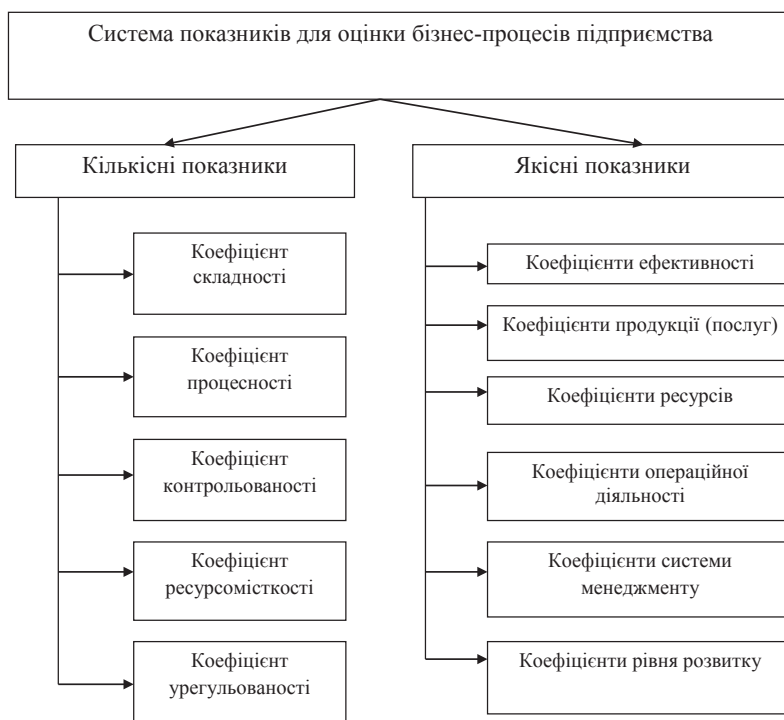 Система показників для оцінки бізнес-процесів підприємства
Кількісні показники
Коефіцієнт
складності
Коефіцієнт
процесності
Коефіцієнт
контрольованості
Коефіцієнт
ресурсомісткості
Коефіцієнт
урегульованості
Якісні показники
Коефіцієнти ефективності
Коефіцієнти продукції (послуг)
Коефіцієнти ресурсів
Коефіцієнти операційної
діяльності
Коефіцієнти системи
менеджменту
Коефіцієнти рівня розвитку